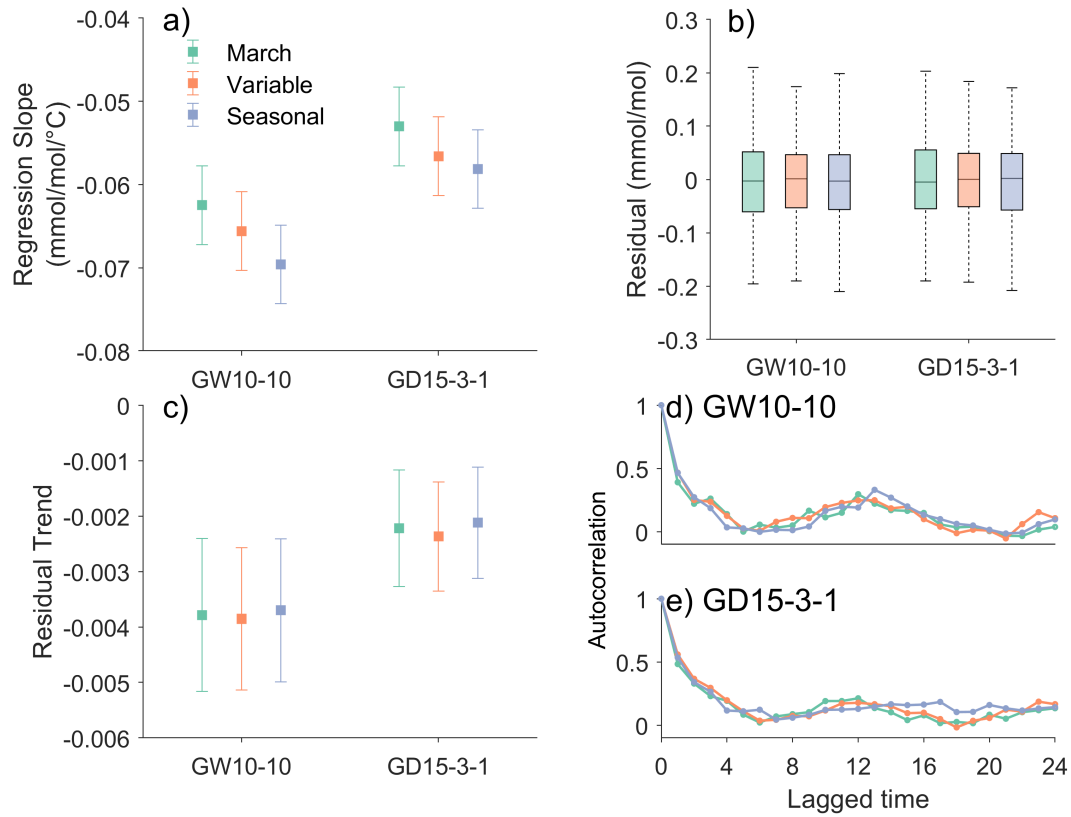 a)
-0.04
-0.05
-0.06
-0.07
-0.08
Regression Slope
(mmol/mol/°C)
March
Variable
Seasonal
GW10-10
GD15-3-1
b)
0.3
0.2
0.1
0
-0.1
-0.2
-0.3
Residual (mmol/mol)
GW10-10
GD15-3-1
c)
0
-0.001
-0.002
-0.003
-0.004
-0.005
-0.006
Residual Trend
GW10-10
GD15-3-1
d) GW10-10
1
0.5
0
Autocorrelation
e) GD15-3-1
1
0.5
0
0 4 8 12 16 20 24
Lagged time